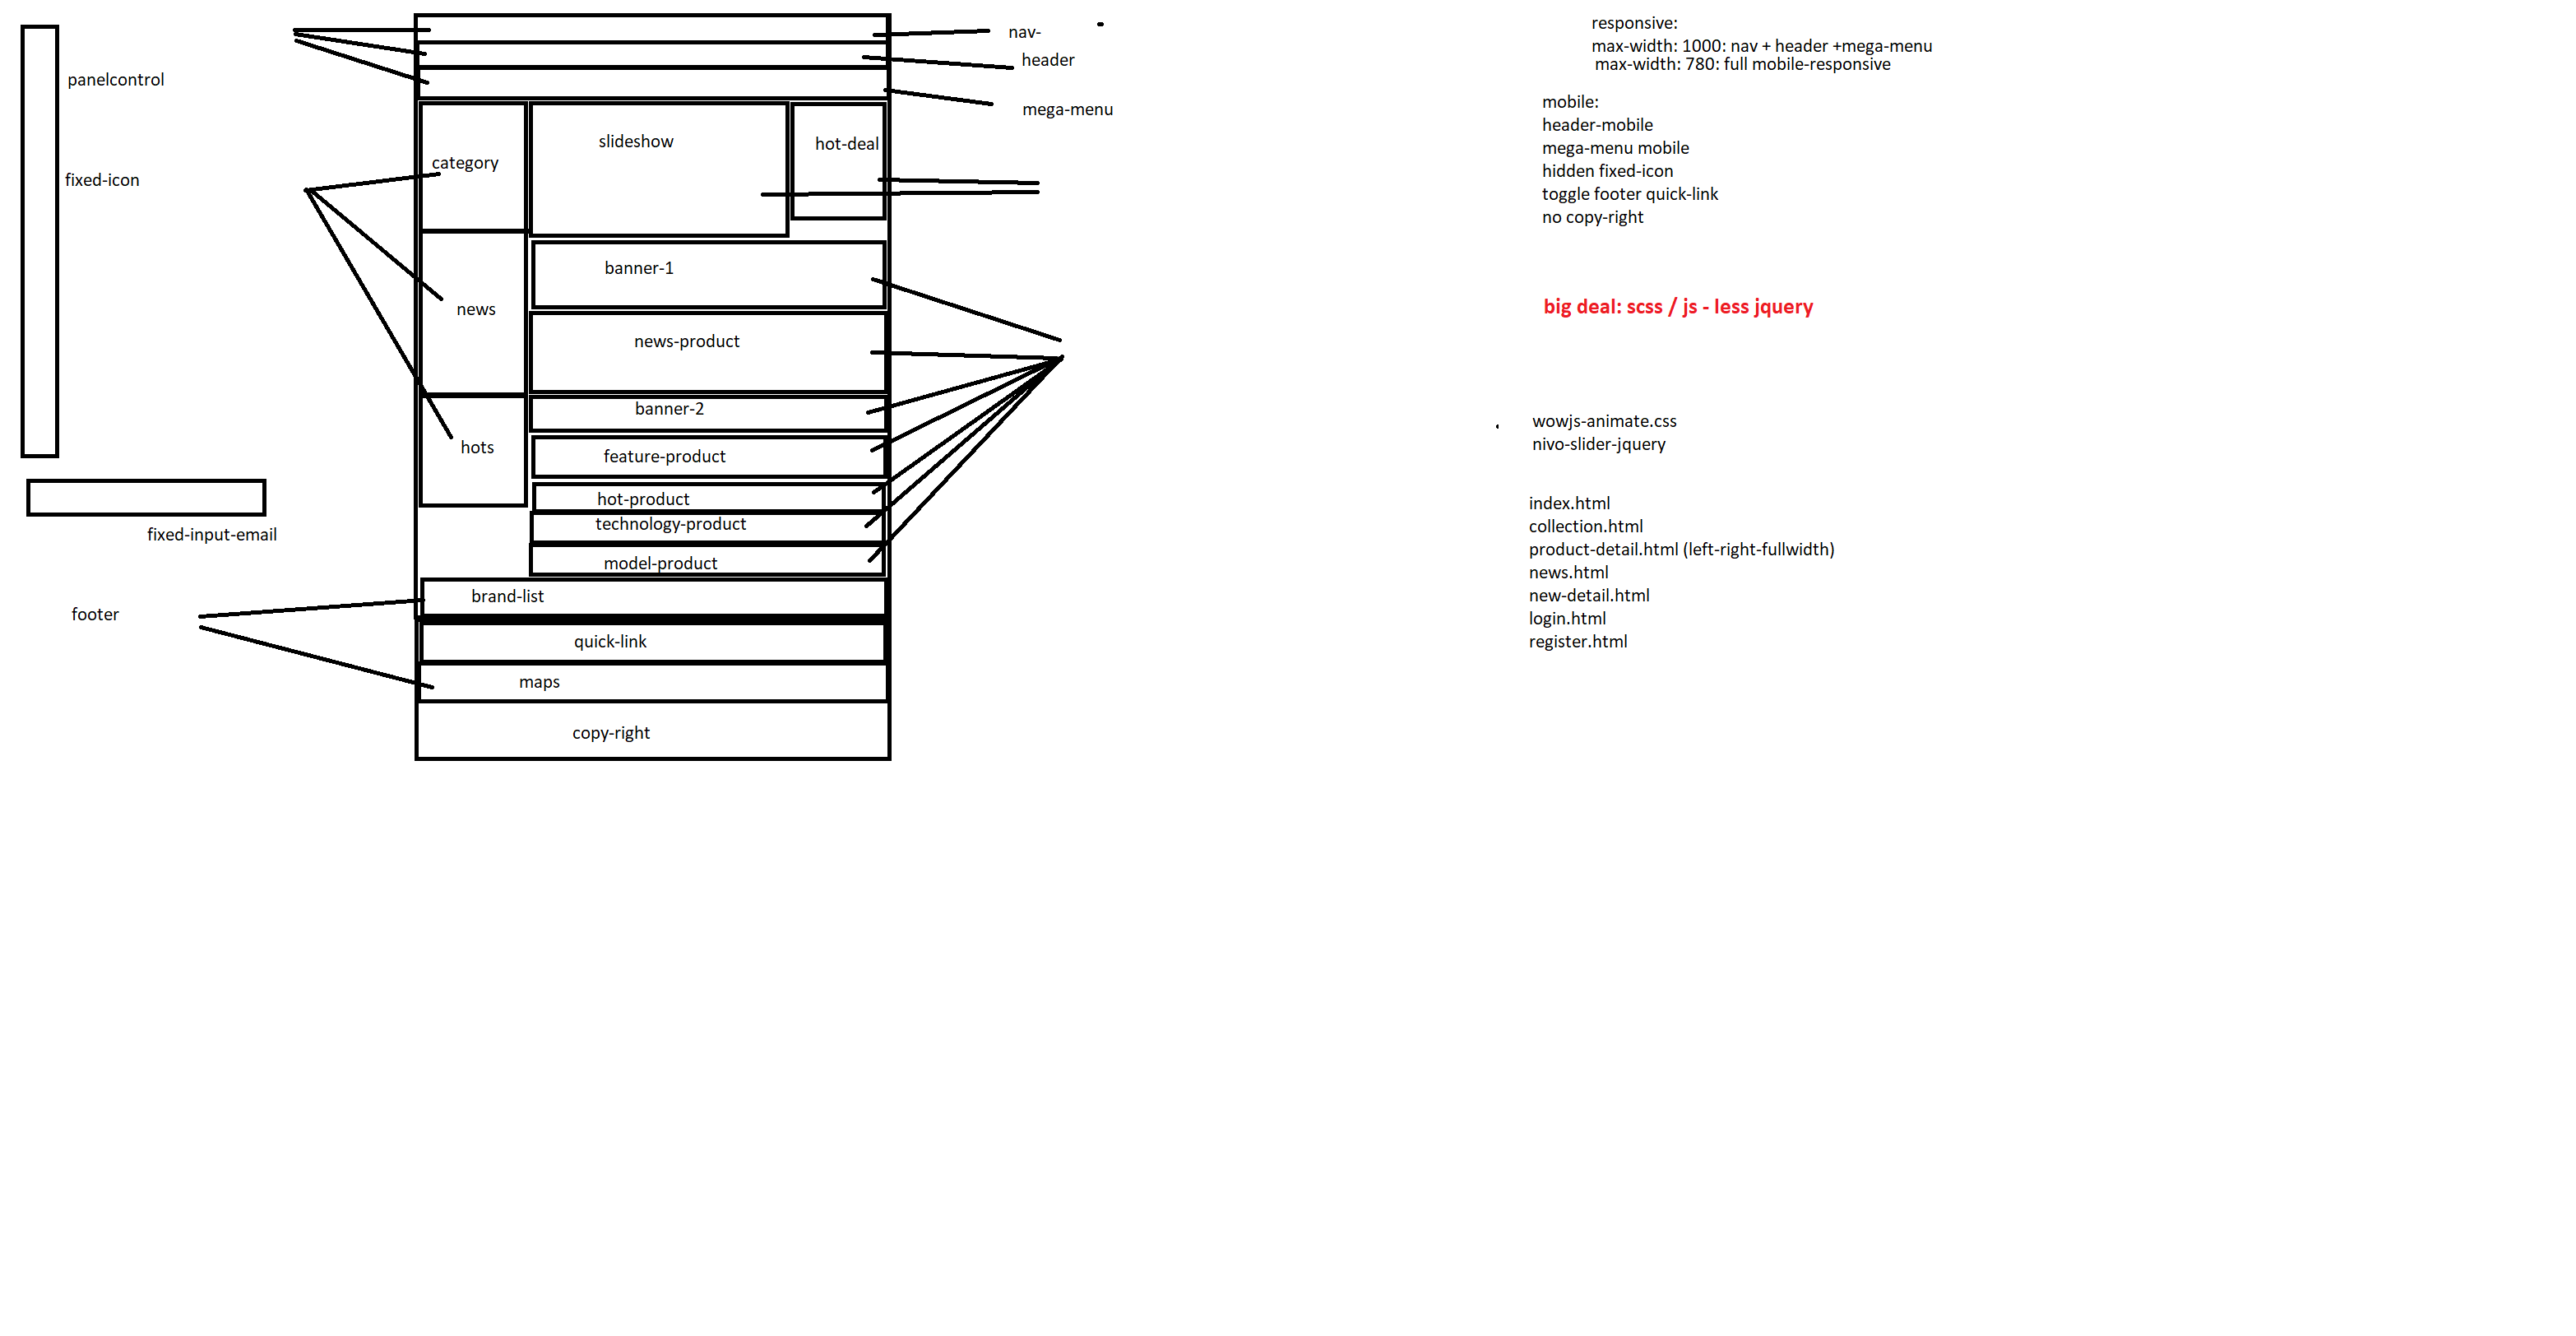 nav-
header
mega-menu
panelcontrol
fixed-icon
category
slideshow
hot-deal
banner-1
news
news-product
banner-2
hots
feature-product
hot-product
technology-product
model-product
fixed-input-email
footer
brand-list
quick-link
maps
copy-right
responsive:
max-width: 1000: nav + header +mega-menu
max-width: 780: full mobile-responsive
mobile:
header-mobile
mega-menu mobile
hidden fixed-icon
toggle footer quick-link
no copy-right
big deal: scss / js - less jquery
wowjs-animate.css
nivo-slider-jquery
index.html
collection.html
product-detail.html (left-right-fullwidth)
news.html
new-detail.html
login.html
register.html